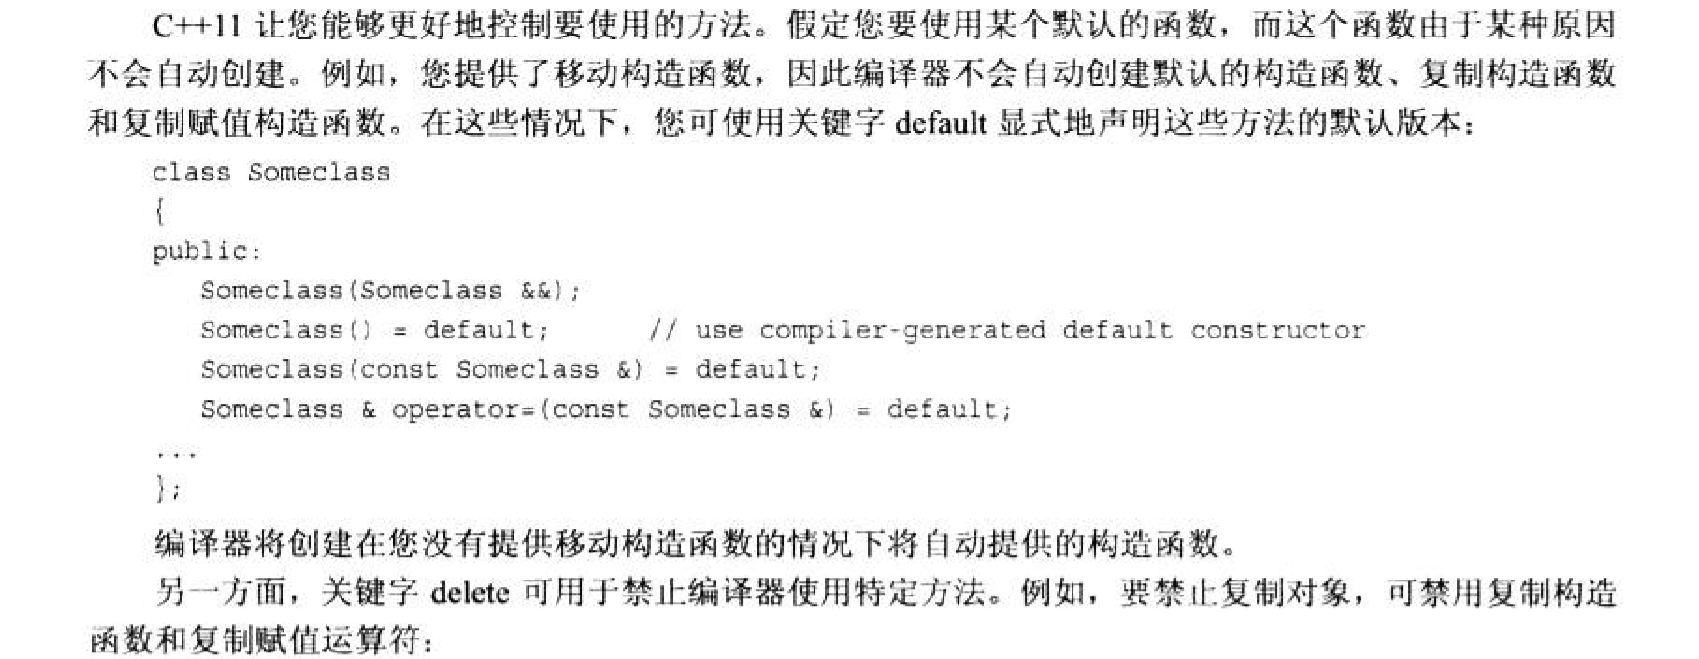 C++11 让您能够更好地控制要使用的方法。假定您要使用某个默认的函数，而这个函数由于某种原因
不会自动创建。例如，您提供了移动构造函数，因此编译器不会自动创建默认的构造函数、复制构造函数
和复制赋值构造函数。在这些情况下，您可使用关键字 default 显式地声明这些方法的默认版本：
class Someclass
{
public:
Someclass(Someclass &&);
Someclass() = default; // use compiler-generated default constructor
Someclass(const Someclass &) = default;
Someclass & operator=(const Someclass &) = default;
...
};
编译器将创建在您没有提供移动构造函数的情况下将自动提供的构造函数。
另一方面，关键字 delete 可用于禁止编译器使用特定方法。例如，要禁止复制对象，可禁用复制构造
函数和复制赋值运算符：